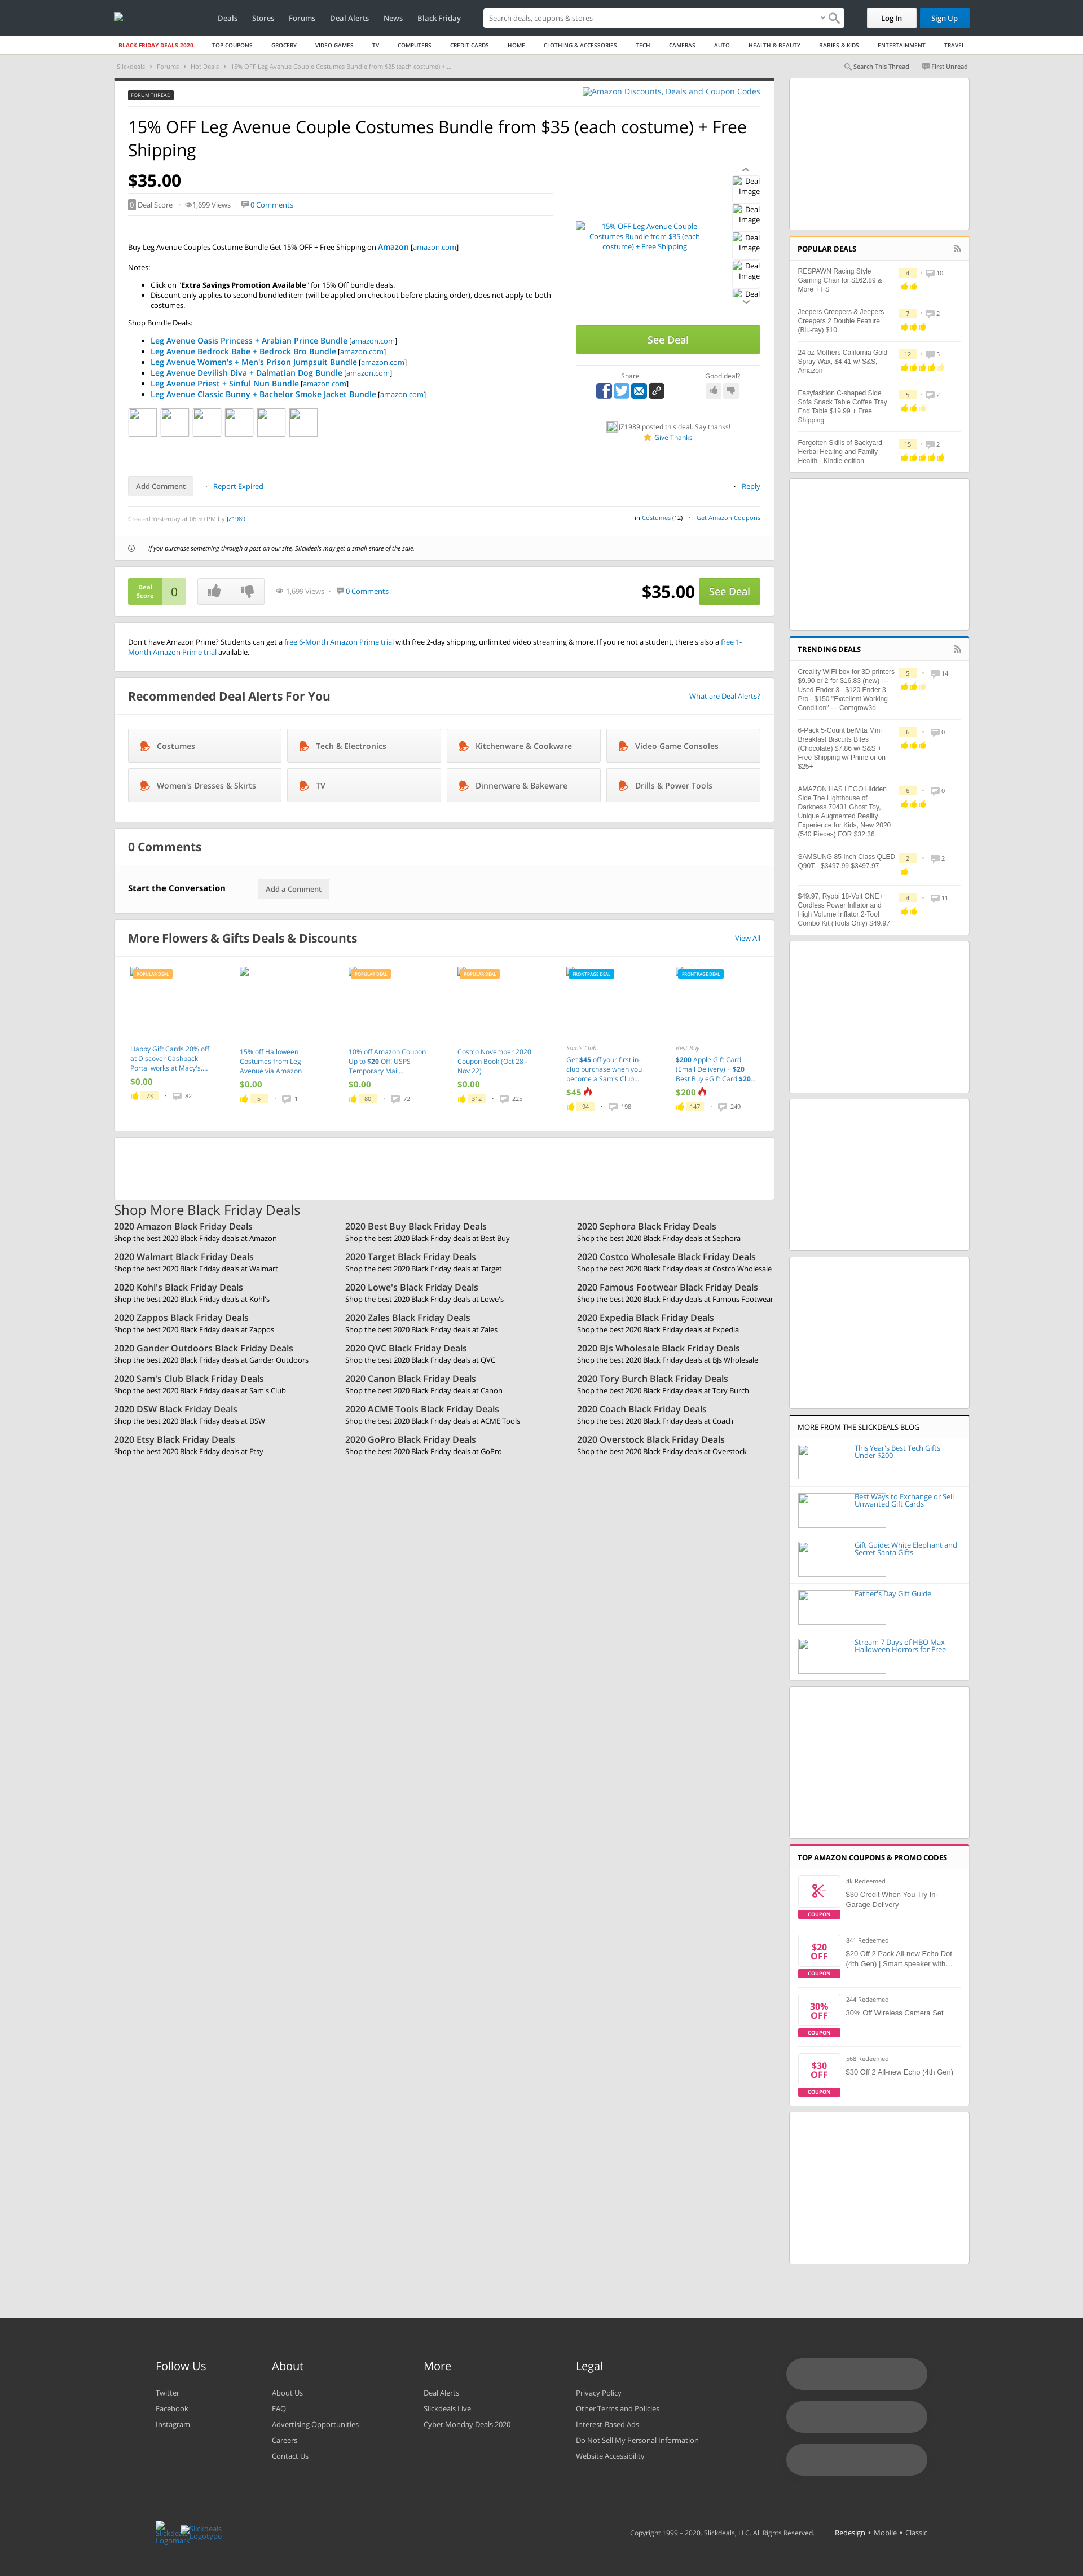 Deals Stores Forums Deal Alerts News Black Friday
Search deals, coupons & stores
Log In
Sign Up
BLACK FRIDAY DEALS 2020 TOP COUPONS GROCERY VIDEO GAMES TV COMPUTERS CREDIT CARDS HOME CLOTHING & ACCESSORIES TECH CAMERAS AUTO HEALTH & BEAUTY BABIES & KIDS ENTERTAINMENT TRAVEL
Slickdeals Forums Hot Deals 15% OFF Leg Avenue Couple Costumes Bundle from $35 (each costume) + ...
Search This Thread First Unread
FORUM THREAD
Amazon Discounts, Deals and Coupon Codes
15% OFF Leg Avenue Couple Costumes Bundle from $35 (each costume) + Free
Shipping
$35.00
0 Deal Score · 1,699 Views · 0 Comments
Buy Leg Avenue Couples Costume Bundle Get 15% OFF + Free Shipping on Amazon [amazon.com]
Notes:
Click on "Extra Savings Promotion Available" for 15% Off bundle deals.
Discount only applies to second bundled item (will be applied on checkout before placing order), does not apply to both
costumes.
Shop Bundle Deals:
Leg Avenue Oasis Princess + Arabian Prince Bundle [amazon.com]
Leg Avenue Bedrock Babe + Bedrock Bro Bundle [amazon.com]
Leg Avenue Women's + Men's Prison Jumpsuit Bundle [amazon.com]
Leg Avenue Devilish Diva + Dalmatian Dog Bundle [amazon.com]
Leg Avenue Priest + Sinful Nun Bundle [amazon.com]
Leg Avenue Classic Bunny + Bachelor Smoke Jacket Bundle [amazon.com]
15% OFF Leg Avenue Couple
Costumes Bundle from $35 (each
costume) + Free Shipping
Deal
Image
Deal
Image
Deal
Image
Deal
Image
Deal
See Deal
Share
Good deal?
JZ1989 posted this deal. Say thanks!
Give Thanks
Add Comment · Report Expired
· Reply
Created Yesterday at 06:50 PM by JZ1989
in Costumes (12) · Get Amazon Coupons
If you purchase something through a post on our site, Slickdeals may get a small share of the sale.
Deal
Score
0
1,699 Views · 0 Comments
$35.00
See Deal
Don't have Amazon Prime? Students can get a free 6-Month Amazon Prime trial with free 2-day shipping, unlimited video streaming & more. If you're not a student, there's also a free 1-
Month Amazon Prime trial available.
Recommended Deal Alerts For You
What are Deal Alerts?
Costumes
Tech & Electronics
Kitchenware & Cookware
Video Game Consoles
Women's Dresses & Skirts
TV
Dinnerware & Bakeware
Drills & Power Tools
0 Comments
Start the Conversation
Add a Comment
More Flowers & Gifts Deals & Discounts
View All
POPULAR DEAL
Happy Gift Cards 20% off
at Discover Cashback
Portal works at Macy's,...
$0.00
73 · 82
15% off Halloween
Costumes from Leg
Avenue via Amazon
$0.00
5 · 1
POPULAR DEAL
10% off Amazon Coupon
Up to $20 Off! USPS
Temporary Mail...
$0.00
80 · 72
POPULAR DEAL
Costco November 2020
Coupon Book (Oct 28 -
Nov 22)
$0.00
312 · 225
FRONTPAGE DEAL
Sam's Club
Get $45 off your first in-
club purchase when you
become a Sam's Club...
$45
94 · 198
FRONTPAGE DEAL
Best Buy
$200 Apple Gift Card
(Email Delivery) + $20
Best Buy eGift Card $20...
$200
147 · 249
Shop More Black Friday Deals
2020 Amazon Black Friday Deals
Shop the best 2020 Black Friday deals at Amazon
2020 Best Buy Black Friday Deals
Shop the best 2020 Black Friday deals at Best Buy
2020 Sephora Black Friday Deals
Shop the best 2020 Black Friday deals at Sephora
2020 Walmart Black Friday Deals
Shop the best 2020 Black Friday deals at Walmart
2020 Target Black Friday Deals
Shop the best 2020 Black Friday deals at Target
2020 Costco Wholesale Black Friday Deals
Shop the best 2020 Black Friday deals at Costco Wholesale
2020 Kohl's Black Friday Deals
Shop the best 2020 Black Friday deals at Kohl's
2020 Lowe's Black Friday Deals
Shop the best 2020 Black Friday deals at Lowe's
2020 Famous Footwear Black Friday Deals
Shop the best 2020 Black Friday deals at Famous Footwear
2020 Zappos Black Friday Deals
Shop the best 2020 Black Friday deals at Zappos
2020 Zales Black Friday Deals
Shop the best 2020 Black Friday deals at Zales
2020 Expedia Black Friday Deals
Shop the best 2020 Black Friday deals at Expedia
2020 Gander Outdoors Black Friday Deals
Shop the best 2020 Black Friday deals at Gander Outdoors
2020 QVC Black Friday Deals
Shop the best 2020 Black Friday deals at QVC
2020 BJs Wholesale Black Friday Deals
Shop the best 2020 Black Friday deals at BJs Wholesale
2020 Sam's Club Black Friday Deals
Shop the best 2020 Black Friday deals at Sam's Club
2020 Canon Black Friday Deals
Shop the best 2020 Black Friday deals at Canon
2020 Tory Burch Black Friday Deals
Shop the best 2020 Black Friday deals at Tory Burch
2020 DSW Black Friday Deals
Shop the best 2020 Black Friday deals at DSW
2020 ACME Tools Black Friday Deals
Shop the best 2020 Black Friday deals at ACME Tools
2020 Coach Black Friday Deals
Shop the best 2020 Black Friday deals at Coach
2020 Etsy Black Friday Deals
Shop the best 2020 Black Friday deals at Etsy
2020 GoPro Black Friday Deals
Shop the best 2020 Black Friday deals at GoPro
2020 Overstock Black Friday Deals
Shop the best 2020 Black Friday deals at Overstock
POPULAR DEALS
RESPAWN Racing Style
Gaming Chair for $162.89 &
More + FS
4 · 10
Jeepers Creepers & Jeepers
Creepers 2 Double Feature
(Blu-ray) $10
7 · 2
24 oz Mothers California Gold
Spray Wax, $4.41 w/ S&S,
Amazon
12 · 5
Easyfashion C-shaped Side
Sofa Snack Table Coffee Tray
End Table $19.99 + Free
Shipping
5 · 2
Forgotten Skills of Backyard
Herbal Healing and Family
Health - Kindle edition
15 · 2
TRENDING DEALS
Creality WIFI box for 3D printers
$9.90 or 2 for $16.83 (new) ---
Used Ender 3 - $120 Ender 3
Pro - $150 "Excellent Working
Condition" --- Comgrow3d
5 · 14
6-Pack 5-Count belVita Mini
Breakfast Biscuits Bites
(Chocolate) $7.86 w/ S&S +
Free Shipping w/ Prime or on
$25+
6 · 0
AMAZON HAS LEGO Hidden
Side The Lighthouse of
Darkness 70431 Ghost Toy,
Unique Augmented Reality
Experience for Kids, New 2020
(540 Pieces) FOR $32.36
6 · 0
SAMSUNG 85-inch Class QLED
Q90T - $3497.99 $3497.97
2 · 2
$49.97, Ryobi 18-Volt ONE+
Cordless Power Inflator and
High Volume Inflator 2-Tool
Combo Kit (Tools Only) $49.97
4 · 11
MORE FROM THE SLICKDEALS BLOG
This Year's Best Tech Gifts
Under $200
Best Ways to Exchange or Sell
Unwanted Gift Cards
Gift Guide: White Elephant and
Secret Santa Gifts
Father's Day Gift Guide
Stream 7 Days of HBO Max
Halloween Horrors for Free
TOP AMAZON COUPONS & PROMO CODES
COUPON
4k Redeemed
$30 Credit When You Try In-
Garage Delivery
$20
OFF
COUPON
841 Redeemed
$20 Off 2 Pack All-new Echo Dot
(4th Gen) | Smart speaker with...
30%
OFF
COUPON
244 Redeemed
30% Off Wireless Camera Set
$30
OFF
COUPON
568 Redeemed
$30 Off 2 All-new Echo (4th Gen)
Follow Us
Twitter
Facebook
Instagram
About
About Us
FAQ
Advertising Opportunities
Careers
Contact Us
More
Deal Alerts
Slickdeals Live
Cyber Monday Deals 2020
Legal
Privacy Policy
Other Terms and Policies
Interest-Based Ads
Do Not Sell My Personal Information
Website Accessibility
Slickdeals
Logomark
Slickdeals
Logotype
Copyright 1999 – 2020. Slickdeals, LLC. All Rights Reserved.
Redesign • Mobile • Classic